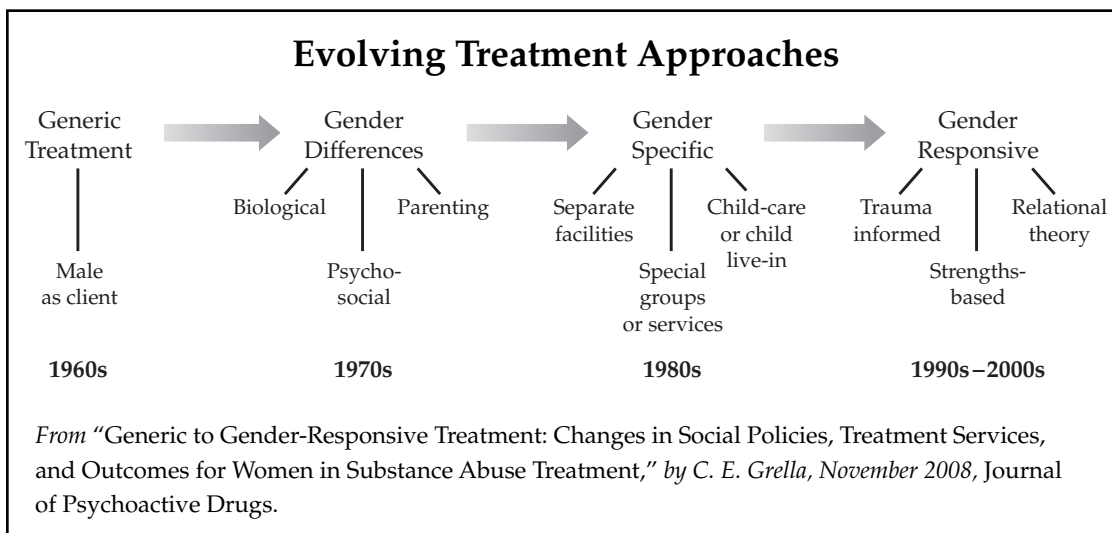 Evolving Treatment Approaches
Generic
Treatment
Male
as client
1960s
Gender
Differences
Biological
Psycho-
social
Parenting
1970s
Gender
Specific
Separate
facilities
Special
groups
or services
Child-care
or child
live-in
1980s
Gender
Responsive
Trauma
informed
Strengths-
based
Relational
theory
1990s–2000s
From “Generic to Gender-Responsive Treatment: Changes in Social Policies, Treatment Services,
and Outcomes for Women in Substance Abuse Treatment,” by C. E. Grella, November 2008, Journal
of Psychoactive Drugs.